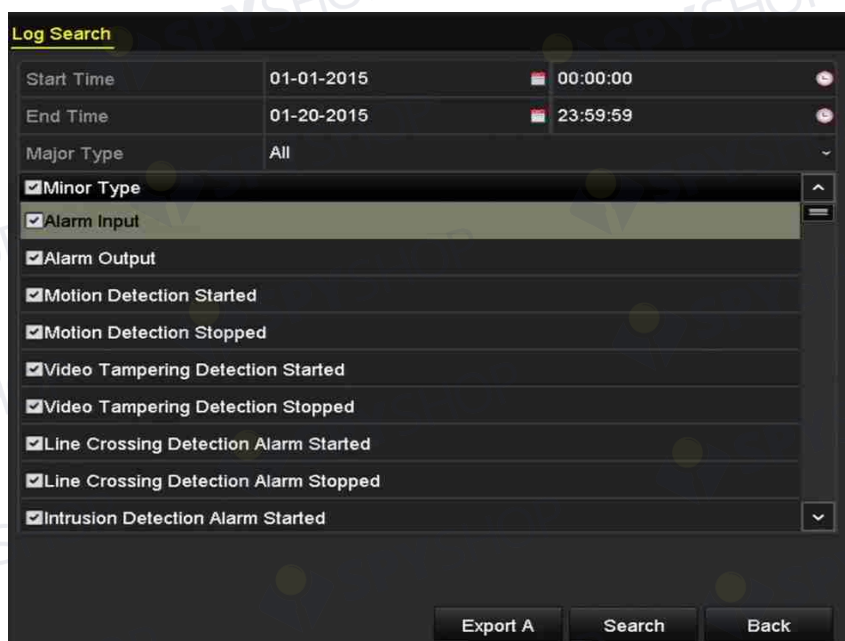 Log Search
Start Time 01-01-2015 00:00:00
End Time 01-20-2015 23:59:59
Major Type All
Minor Type
Alarm Input
Alarm Output
Motion Detection Started
Motion Detection Stopped
Video Tampering Detection Started
Video Tampering Detection Stopped
Line Crossing Detection Alarm Started
Line Crossing Detection Alarm Stopped
Intrusion Detection Alarm Started
Export A Search Back
SPYSHOP